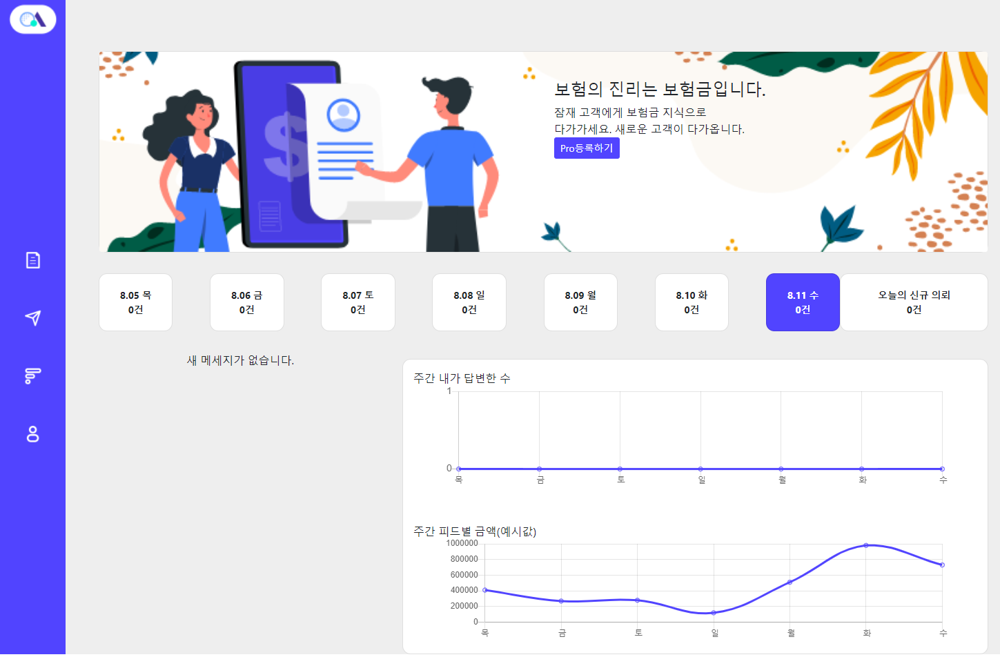 보험의 진리는 보험금입니다.
잠재 고객에게 보험금 지식으로
다가가세요. 새로운 고객이 다가옵니다.
Pro등록하기
8.05 목
0건
8.06 금
0건
8.07 토
0건
8.08 일
0건
8.09 월
0건
8.10 화
0건
8.11 수
0건
오늘의 신규 의뢰
0건
새 메세지가 없습니다.
주간 내가 답변한 수
1
0
목 금 토 일 월 화 수
주간 피드별 금액(예시값)
1000000
800000
600000
400000
200000
0
목 금 토 일 월 화 수